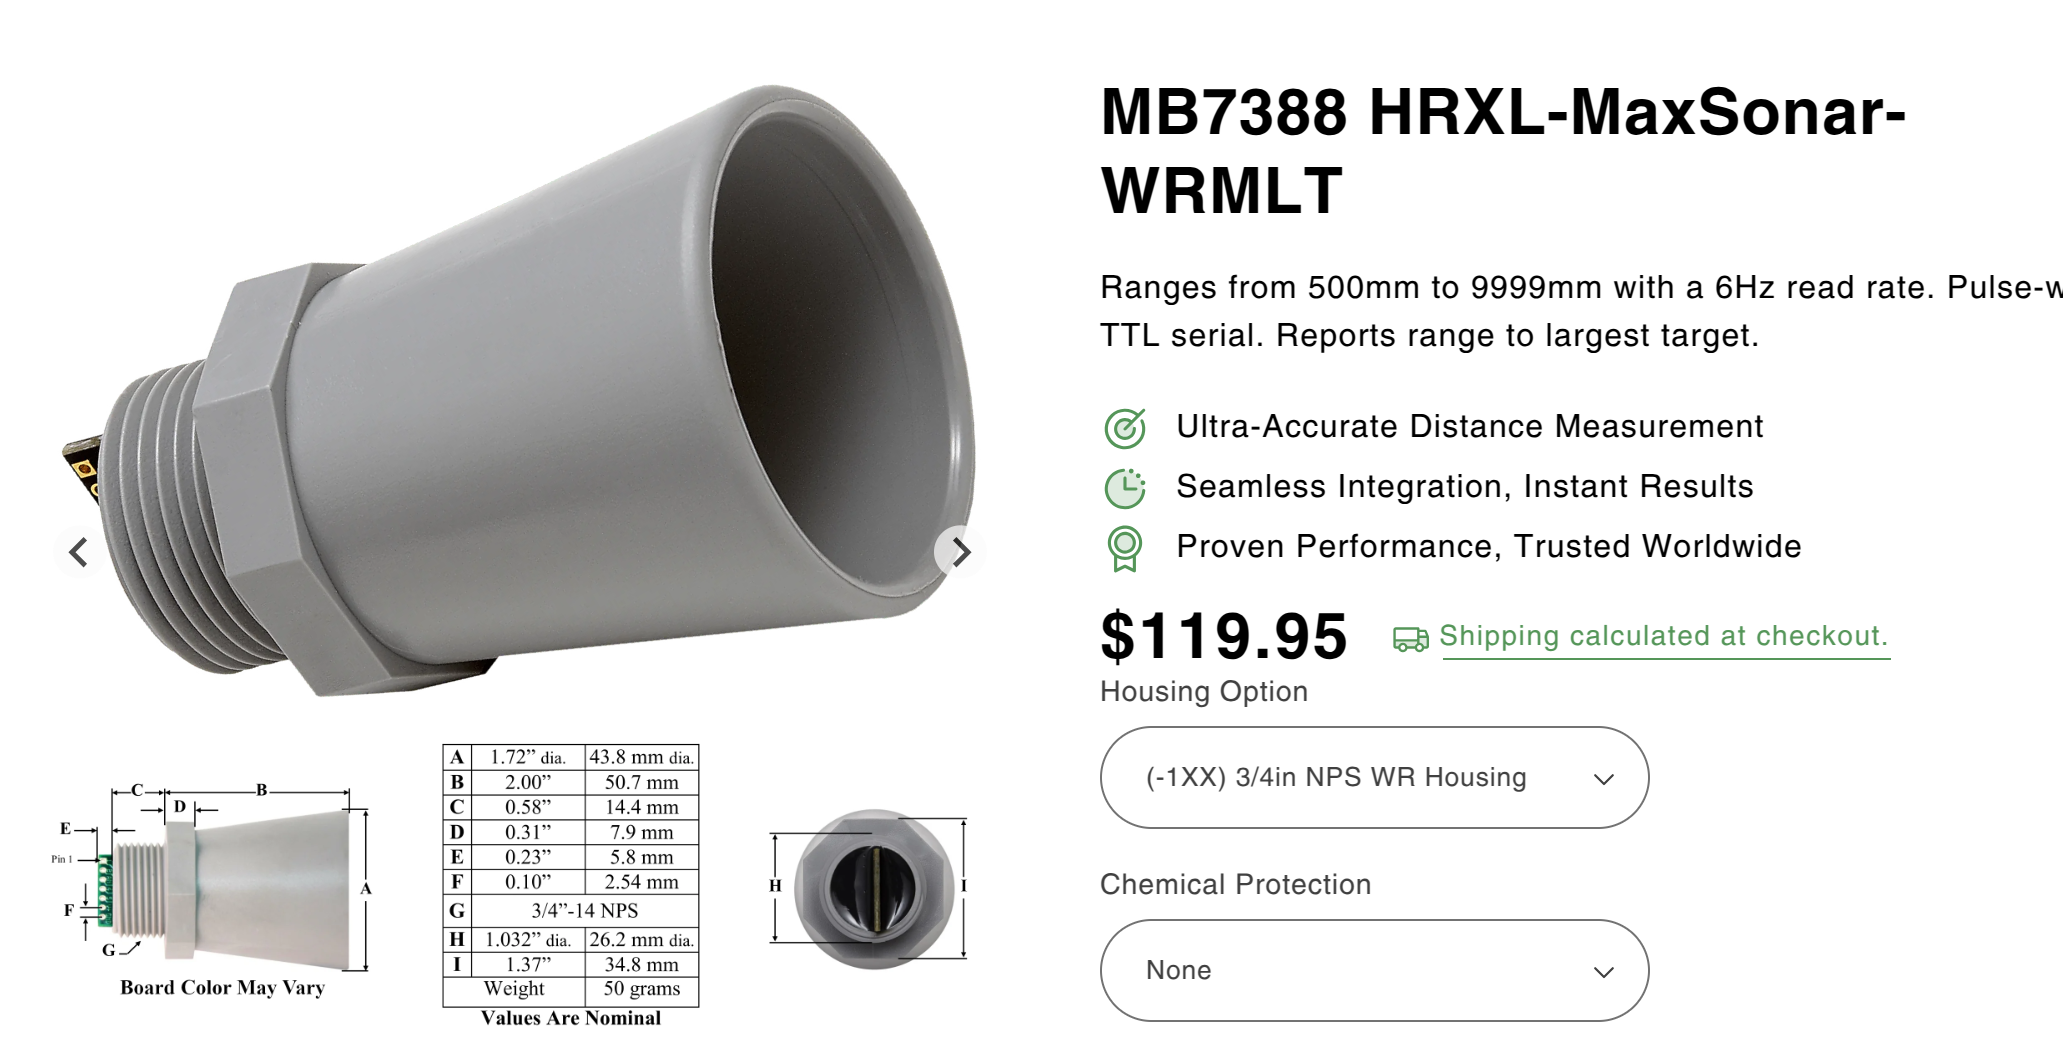 MB7388 HRXL-MaxSonar-
WRMLT
Ranges from 500mm to 9999mm with a 6Hz read rate. Pulse-w
TTL serial. Reports range to largest target.
Ultra-Accurate Distance Measurement
Seamless Integration, Instant Results
Proven Performance, Trusted Worldwide
$119.95 Shipping calculated at checkout.
Housing Option
(-1XX) 3/4in NPS WR Housing
Chemical Protection
None
C B
D
E
Pin 1
A
F
G
Board Color May Vary
A 1.72” dia. 43.8 mm dia.
B 2.00” 50.7 mm
C 0.58” 14.4 mm
D 0.31” 7.9 mm
E 0.23” 5.8 mm
F 0.10” 2.54 mm
G 3/4”-14 NPS
H 1.032” dia. 26.2 mm dia.
I 1.37” 34.8 mm
Weight 50 grams
Values Are Nominal
H I